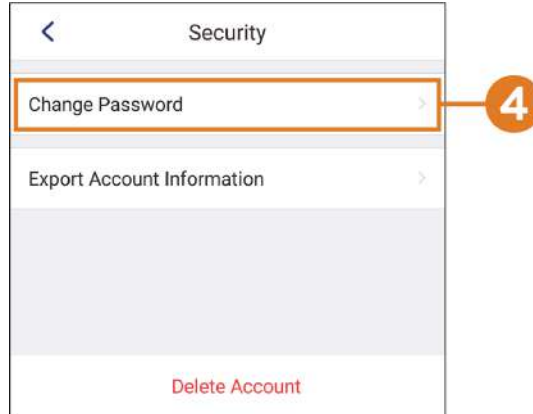 Security
Change Password
4
Export Account Information
Delete Account